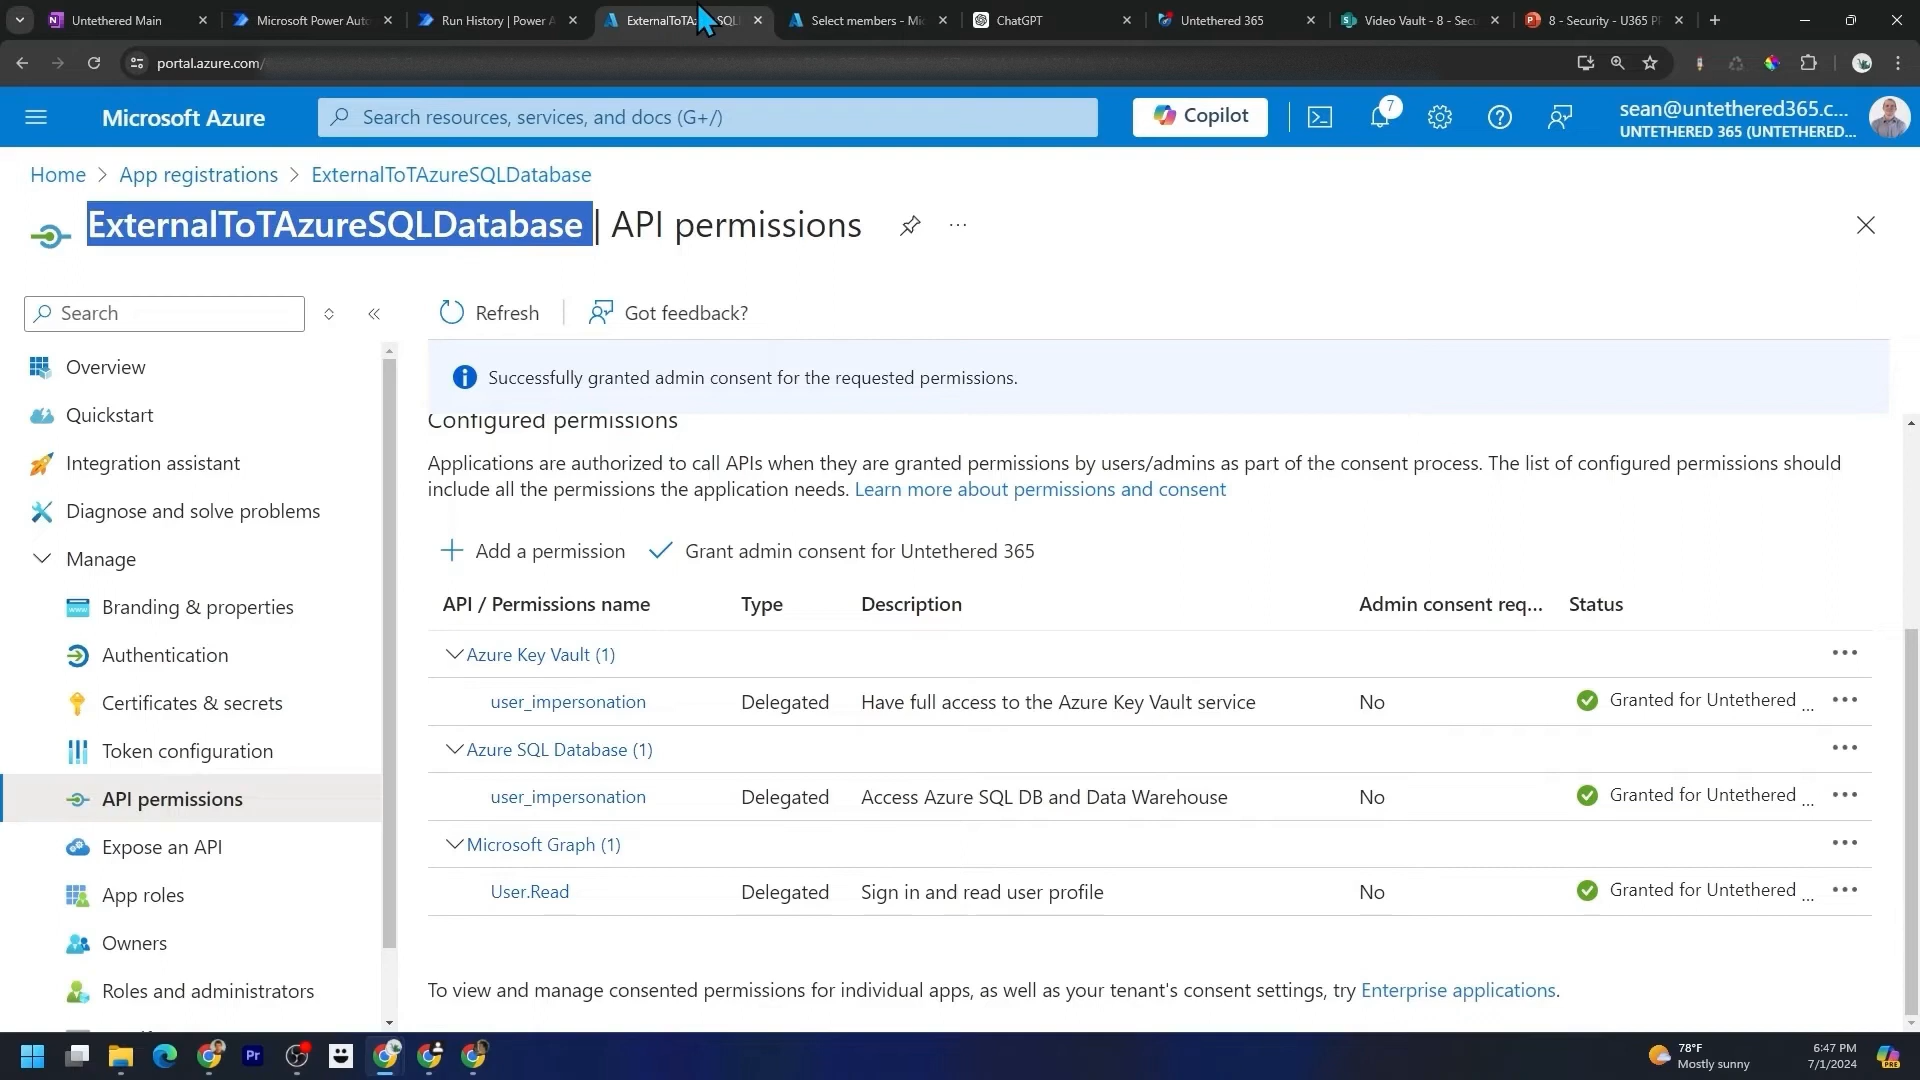 Untethered Main
Microsoft Power Auto
Run History | Power A
ExternalToTAzureSQL
Select members - Mic
ChatGPT
Untethered 365
Video Vault - 8 - Secu
8 - Security - U365 P
portal.azure.com/
Microsoft Azure
Search resources, services, and docs (G+/)
Copilot
7
sean@untethered365.c...
UNTETHERED 365 (UNTETHERED...
Home > App registrations > ExternalToTAzureSQLDatabase
ExternalToTAzureSQLDatabase | API permissions
Search
Refresh
Got feedback?
Overview
Quickstart
Integration assistant
Diagnose and solve problems
Manage
Branding & properties
Authentication
Certificates & secrets
Token configuration
API permissions
Expose an API
App roles
Owners
Roles and administrators
Successfully granted admin consent for the requested permissions.
Configured permissions
Applications are authorized to call APIs when they are granted permissions by users/admins as part of the consent process. The list of configured permissions should
include all the permissions the application needs. Learn more about permissions and consent
Add a permission
Grant admin consent for Untethered 365
API / Permissions name Type Description Admin consent req... Status
Azure Key Vault (1)
user_impersonation Delegated Have full access to the Azure Key Vault service No Granted for Untethered ...
Azure SQL Database (1)
user_impersonation Delegated Access Azure SQL DB and Data Warehouse No Granted for Untethered ...
Microsoft Graph (1)
User.Read Delegated Sign in and read user profile No Granted for Untethered ...
To view and manage consented permissions for individual apps, as well as your tenant's consent settings, try Enterprise applications.
Pr
78°F
Mostly sunny
6:47 PM
7/1/2024
PRE